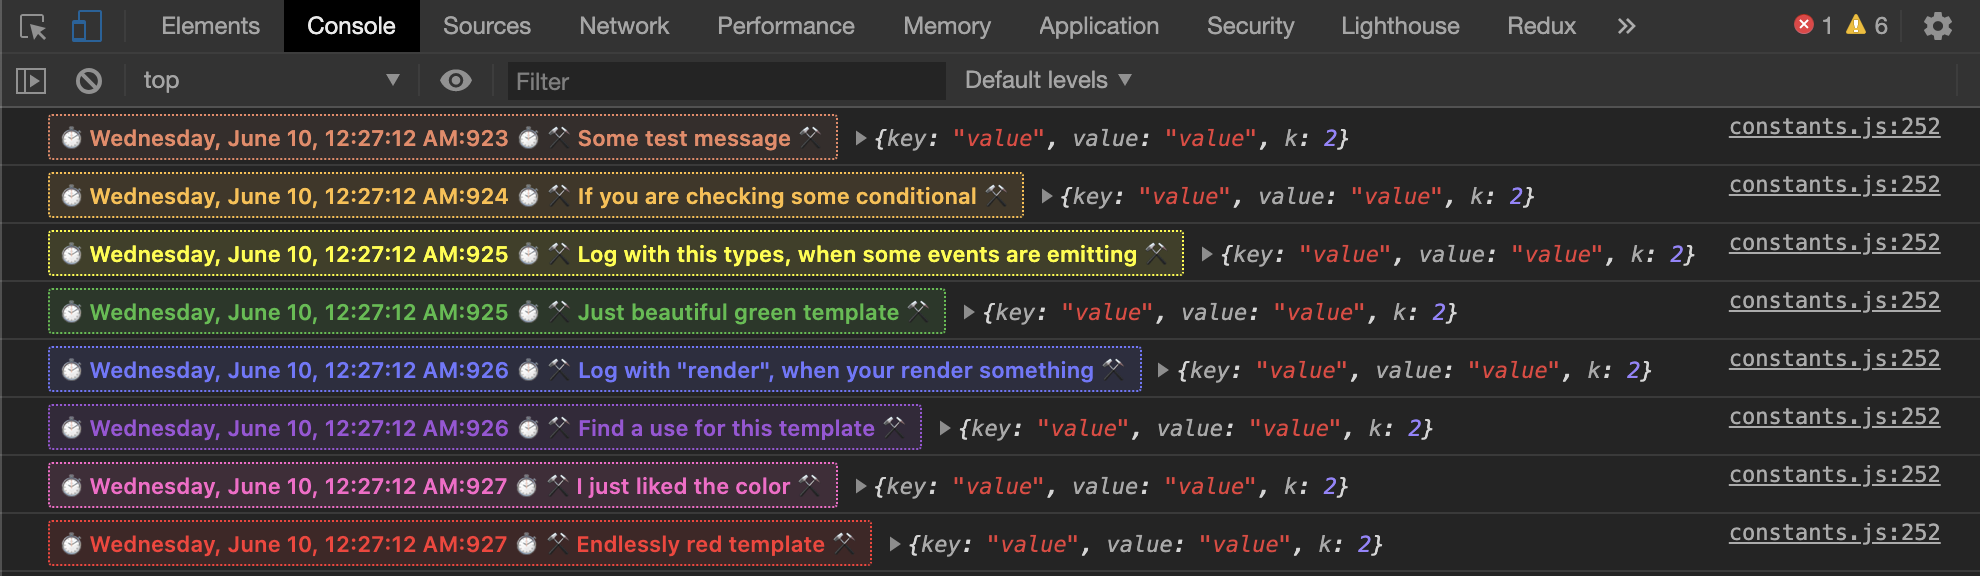 Elements Console Sources Network Performance Memory Application Security Lighthouse Redux » 1 6
top ▼ Filter Default levels ▼
⏱ Wednesday, June 10, 12:27:12 AM:923 ⏱ ⚒ Some test message ⚒ ▶{key: "value", value: "value", k: 2} constants.js:252
⏱ Wednesday, June 10, 12:27:12 AM:924 ⏱ ⚒ If you are checking some conditional ⚒ ▶{key: "value", value: "value", k: 2} constants.js:252
⏱ Wednesday, June 10, 12:27:12 AM:925 ⏱ ⚒ Log with this types, when some events are emitting ⚒ ▶{key: "value", value: "value", k: 2} constants.js:252
⏱ Wednesday, June 10, 12:27:12 AM:925 ⏱ ⚒ Just beautiful green template ⚒ ▶{key: "value", value: "value", k: 2} constants.js:252
⏱ Wednesday, June 10, 12:27:12 AM:926 ⏱ ⚒ Log with "render", when your render something ⚒ ▶{key: "value", value: "value", k: 2} constants.js:252
⏱ Wednesday, June 10, 12:27:12 AM:926 ⏱ ⚒ Find a use for this template ⚒ ▶{key: "value", value: "value", k: 2} constants.js:252
⏱ Wednesday, June 10, 12:27:12 AM:927 ⏱ ⚒ I just liked the color ⚒ ▶{key: "value", value: "value", k: 2} constants.js:252
⏱ Wednesday, June 10, 12:27:12 AM:927 ⏱ ⚒ Endlessly red template ⚒ ▶{key: "value", value: "value", k: 2} constants.js:252